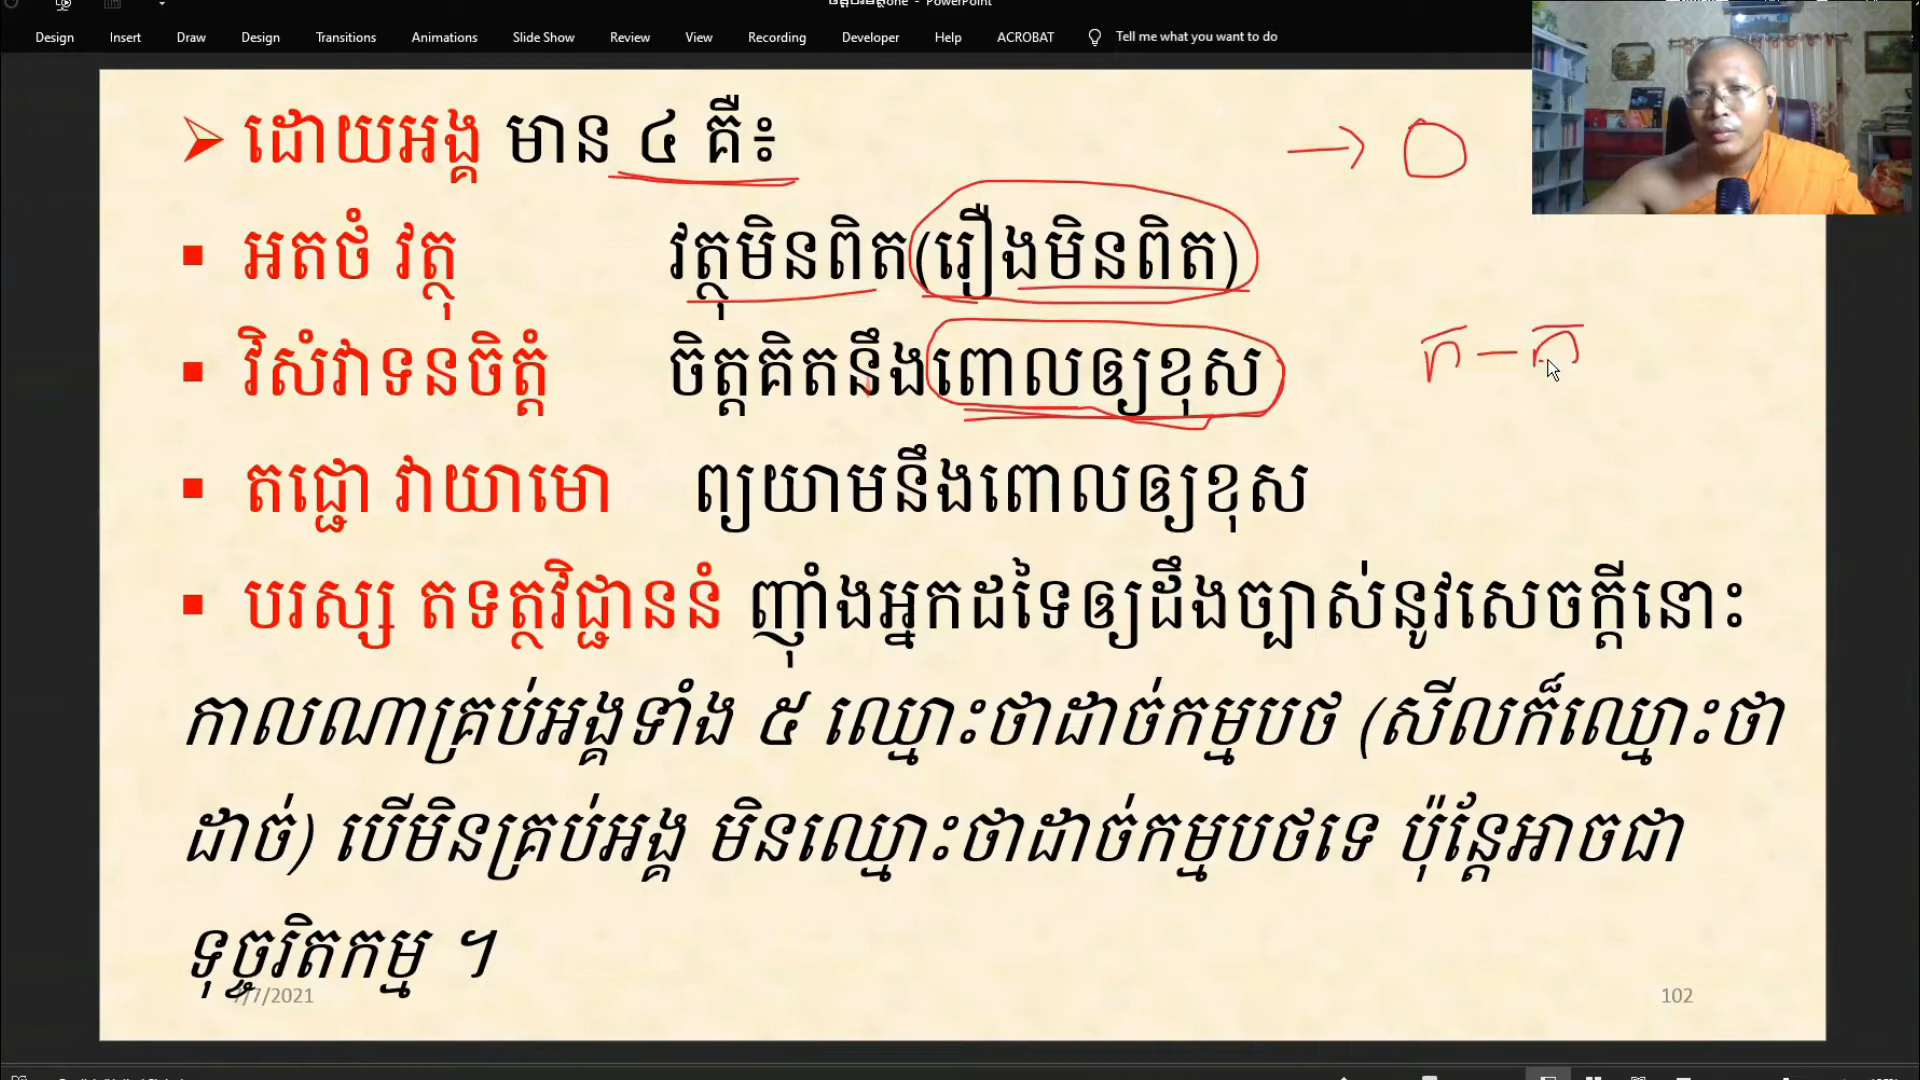 one - PowerPoint
Design Insert Draw Design Transitions Animations Slide Show Review View Recording Developer Help ACROBAT Tell me what you want to do
ដោយអង្គ មាន ៤ គឺ៖
អតថំ វត្ថុ វត្ថុមិនពិត(រឿងមិនពិត)
វិសំវាទនចិត្តំ ចិត្តគិតនឹងពោលឲ្យខុស
តជ្ជោ វាយាមោ ព្យយាមនឹងពោលឲ្យខុស
បរស្ស តទត្ថវិជ្ជាននំ ញ៉ាំងអ្នកដទៃឲ្យដឹងច្បាស់នូវសេចក្តីនោះ
កាលណាគ្រប់អង្គទាំង ៥ ឈ្មោះថាដាច់កម្មបថ (សីលក៏ឈ្មោះថា
ដាច់) បើមិនគ្រប់អង្គ មិនឈ្មោះថាដាច់កម្មបថទេ ប៉ុន្តែអាចជា
ទុច្ចរិតកម្ម ។
7/7/2021 102